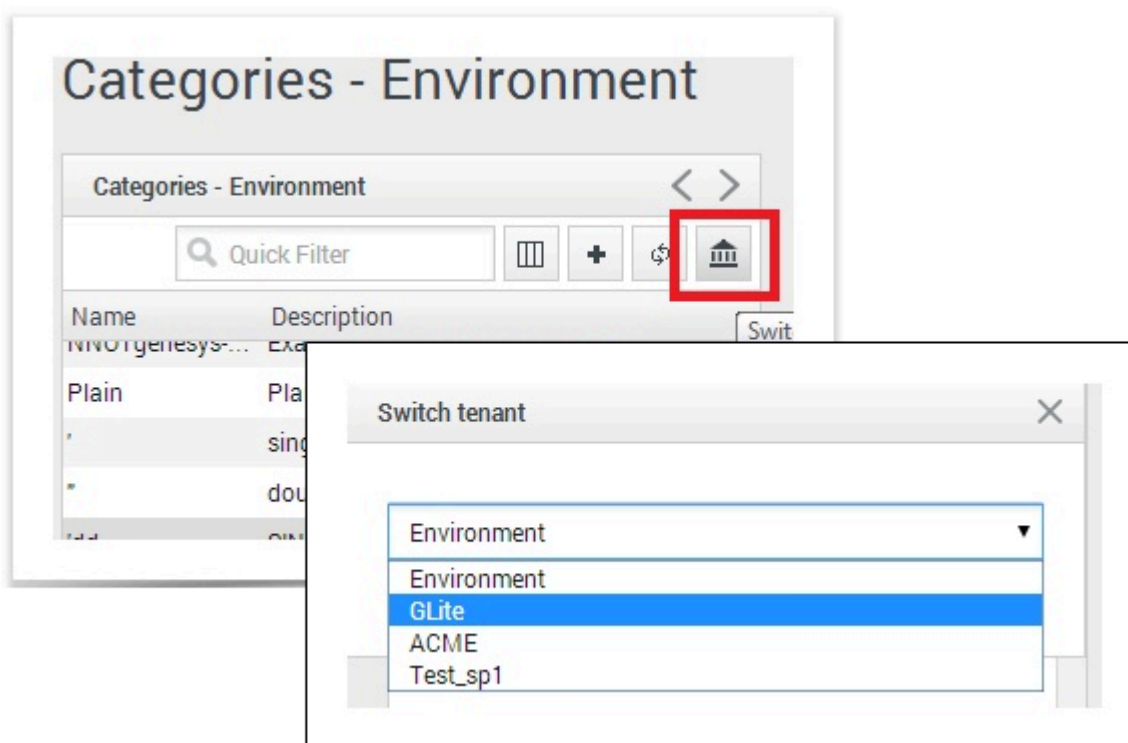 Categories - Environment
Categories - Environment
Quick Filter
Name Description
Plain Pla
' sing
" dou
Swit
Switch tenant
Environment
Environment
GLite
ACME
Test_sp1